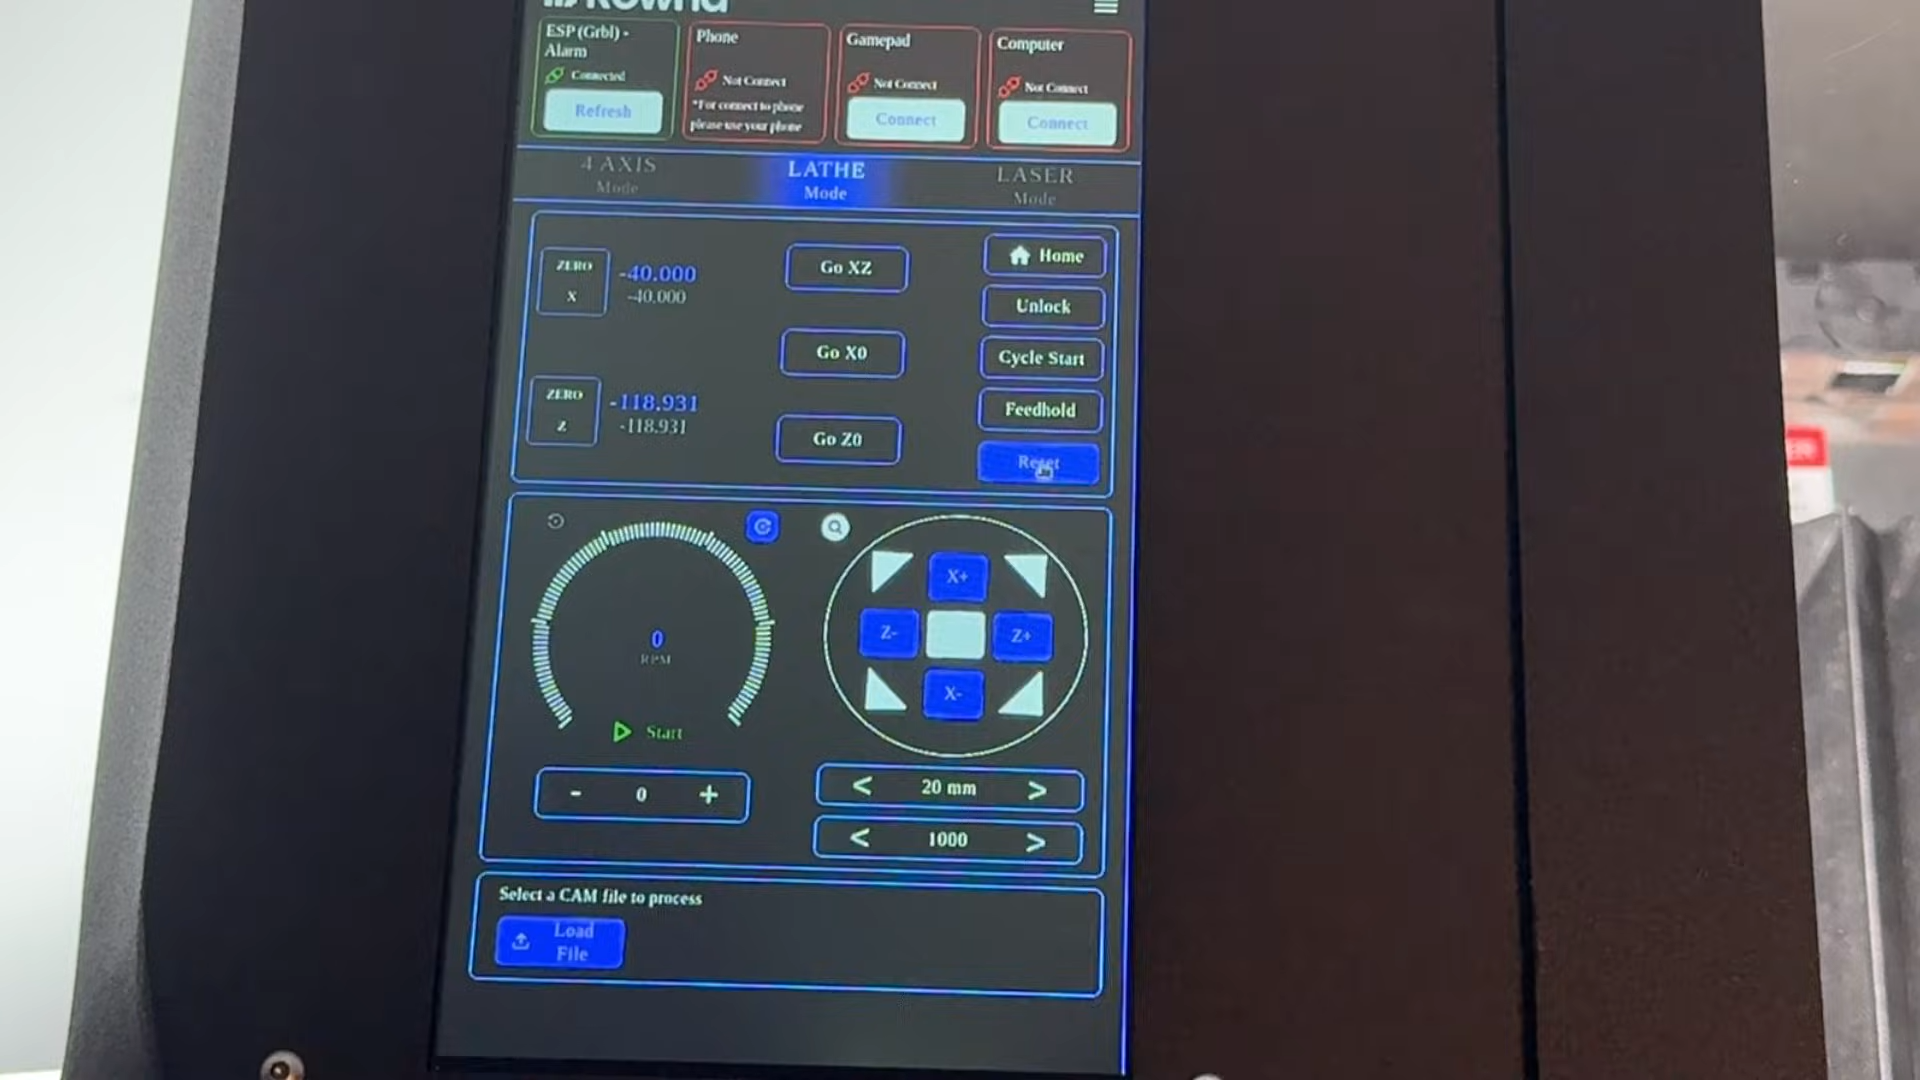 Kowna
ESP (Grbl) -
Alarm
Connected
Refresh
Phone
Not Connect
*For connect to phone
please use your phone
Gamepad
Not Connect
Connect
Computer
Not Connect
Connect
4 AXIS
Mode
LATHE
Mode
LASER
Mode
ZERO
X
-40.000
-40.000
Go XZ
Home
Unlock
Go X0
Cycle Start
ZERO
Z
-118.931
-118.931
Feedhold
Go Z0
Reset
0
RPM
Start
- 0 +
X+
Z-
Z+
X-
< 20 mm >
< 1000 >
Select a CAM file to process
Load
File